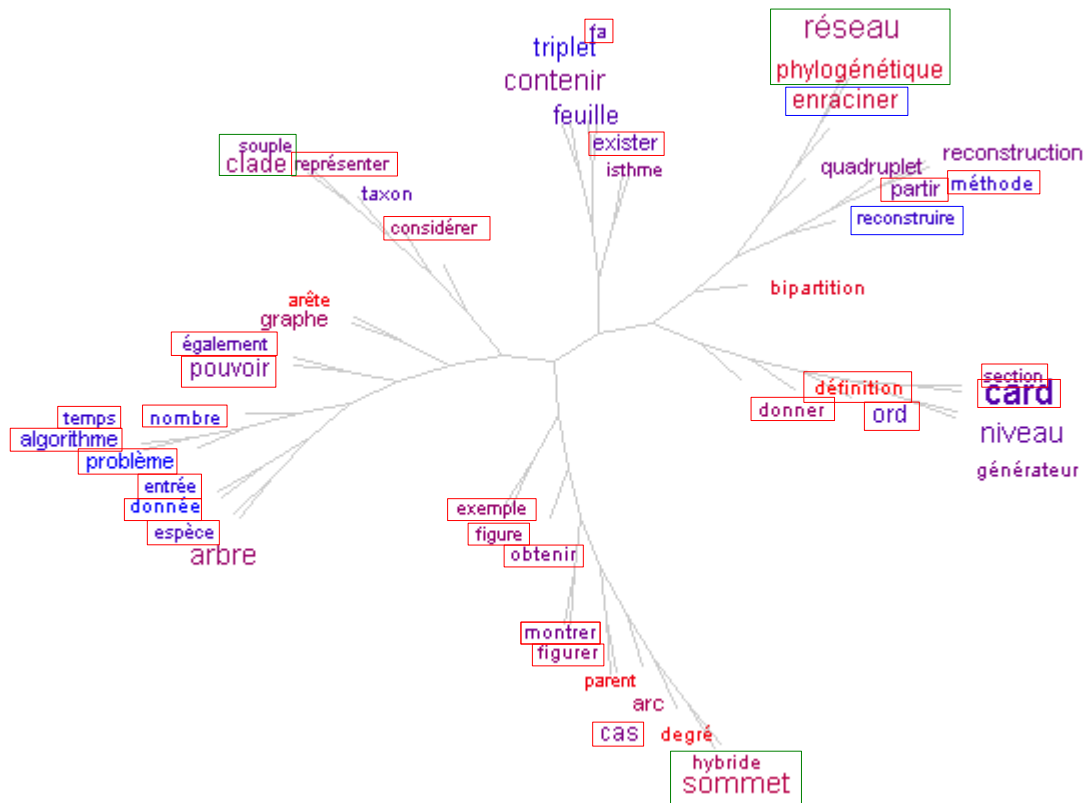 réseau
phylogénétique
enraciner
fa
triplet
contenir
feuille
exister
isthme
quadruplet
reconstruction
partir
méthode
reconstruire
bipartition
souple
clade
représenter
taxon
considérer
arête
graphe
également
pouvoir
temps
nombre
algorithme
problème
entrée
donnée
espèce
arbre
section
card
définition
donner
ord
niveau
générateur
exemple
figure
obtenir
montrer
figurer
parent
arc
cas
degré
hybride
sommet